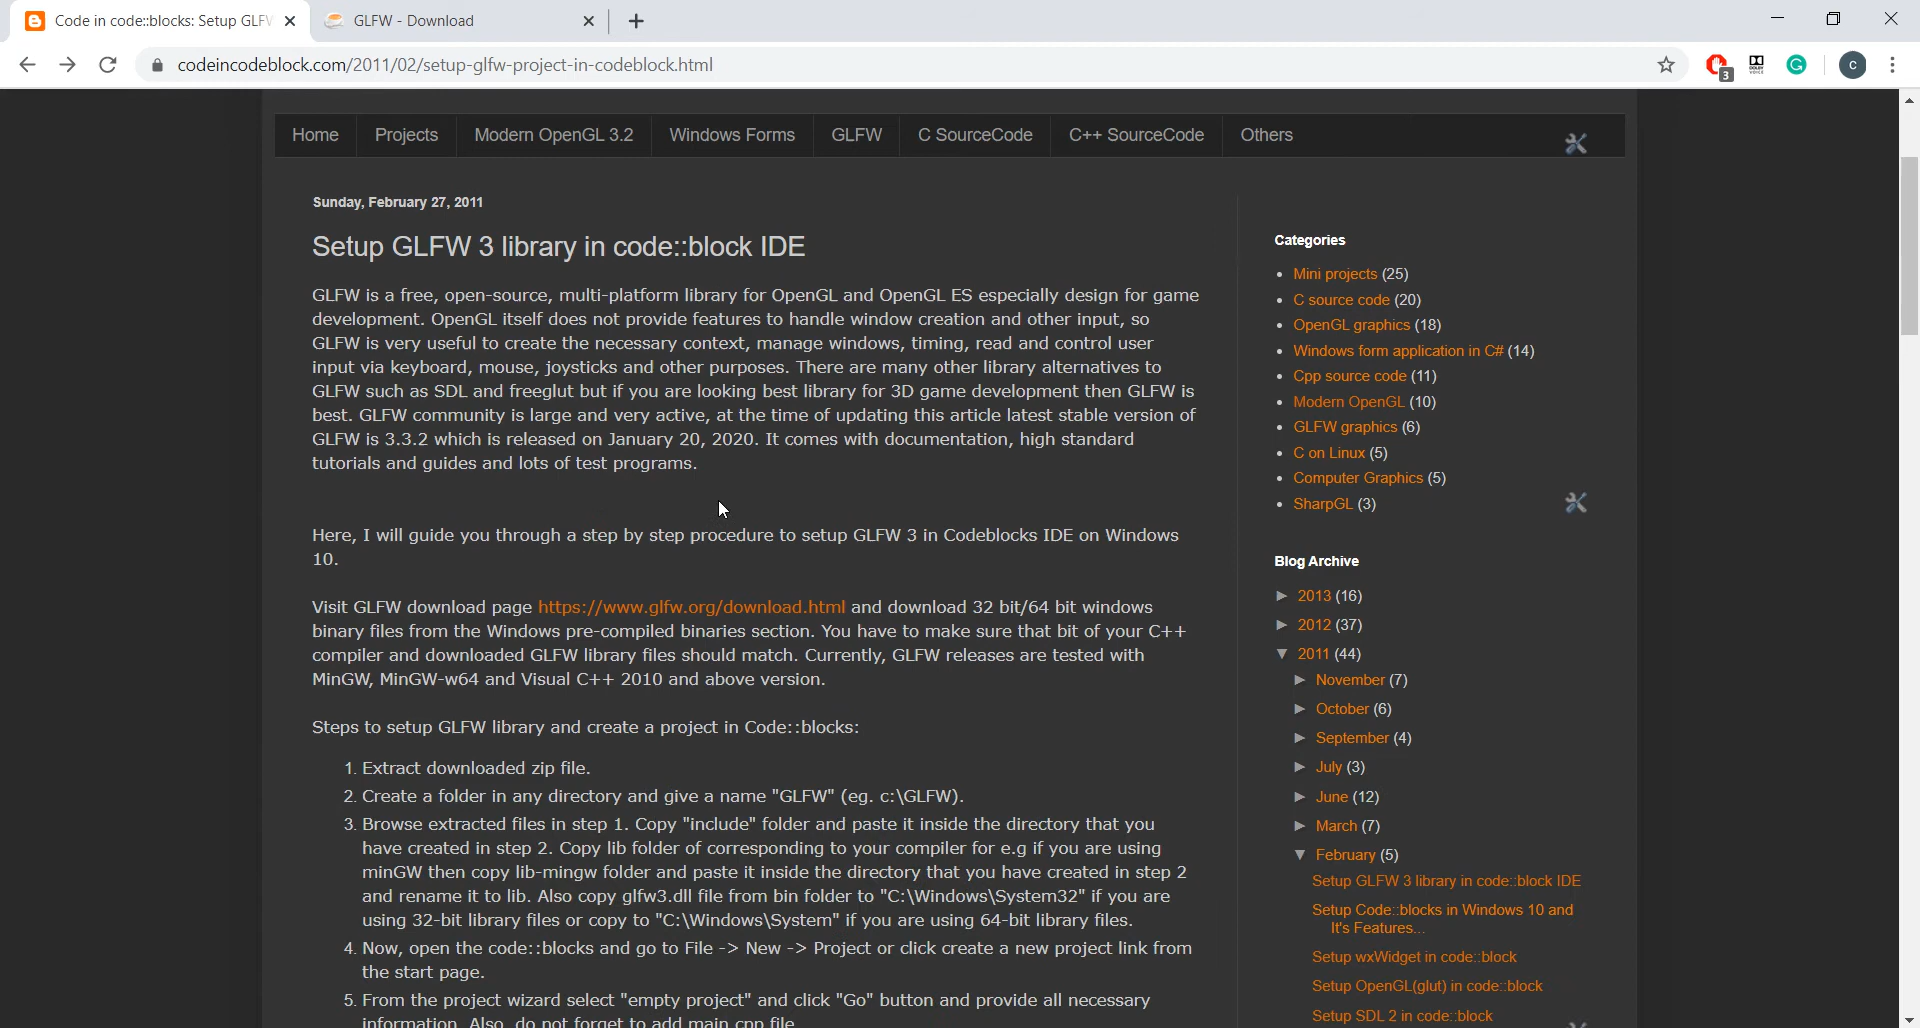 Code in code::blocks: Setup GLFW
GLFW - Download
codeincodeblock.com/2011/02/setup-glfw-project-in-codeblock.html
3
DOLBY VOICE
G
C
Home Projects Modern OpenGL 3.2 Windows Forms GLFW C SourceCode C++ SourceCode Others
Sunday, February 27, 2011
Setup GLFW 3 library in code::block IDE
GLFW is a free, open-source, multi-platform library for OpenGL and OpenGL ES especially design for game
development. OpenGL itself does not provide features to handle window creation and other input, so
GLFW is very useful to create the necessary context, manage windows, timing, read and control user
input via keyboard, mouse, joysticks and other purposes. There are many other library alternatives to
GLFW such as SDL and freeglut but if you are looking best library for 3D game development then GLFW is
best. GLFW community is large and very active, at the time of updating this article latest stable version of
GLFW is 3.3.2 which is released on January 20, 2020. It comes with documentation, high standard
tutorials and guides and lots of test programs.
Here, I will guide you through a step by step procedure to setup GLFW 3 in Codeblocks IDE on Windows
10.
Visit GLFW download page https://www.glfw.org/download.html and download 32 bit/64 bit windows
binary files from the Windows pre-compiled binaries section. You have to make sure that bit of your C++
compiler and downloaded GLFW library files should match. Currently, GLFW releases are tested with
MinGW, MinGW-w64 and Visual C++ 2010 and above version.
Steps to setup GLFW library and create a project in Code::blocks:
1. Extract downloaded zip file.
2. Create a folder in any directory and give a name "GLFW" (eg. c:\GLFW).
3. Browse extracted files in step 1. Copy "include" folder and paste it inside the directory that you
have created in step 2. Copy lib folder of corresponding to your compiler for e.g if you are using
minGW then copy lib-mingw folder and paste it inside the directory that you have created in step 2
and rename it to lib. Also copy glfw3.dll file from bin folder to "C:\Windows\System32" if you are
using 32-bit library files or copy to "C:\Windows\System" if you are using 64-bit library files.
4. Now, open the code::blocks and go to File -> New -> Project or click create a new project link from
the start page.
5. From the project wizard select "empty project" and click "Go" button and provide all necessary
information. Also, do not forget to add main.cpp file.
Categories
Mini projects (25)
C source code (20)
OpenGL graphics (18)
Windows form application in C# (14)
Cpp source code (11)
Modern OpenGL (10)
GLFW graphics (6)
C on Linux (5)
Computer Graphics (5)
SharpGL (3)
Blog Archive
► 2013 (16)
► 2012 (37)
▼ 2011 (44)
► November (7)
► October (6)
► September (4)
► July (3)
► June (12)
► March (7)
▼ February (5)
Setup GLFW 3 library in code::block IDE
Setup Code::blocks in Windows 10 and
It's Features...
Setup wxWidget in code::block
Setup OpenGL(glut) in code::block
Setup SDL 2 in code::block